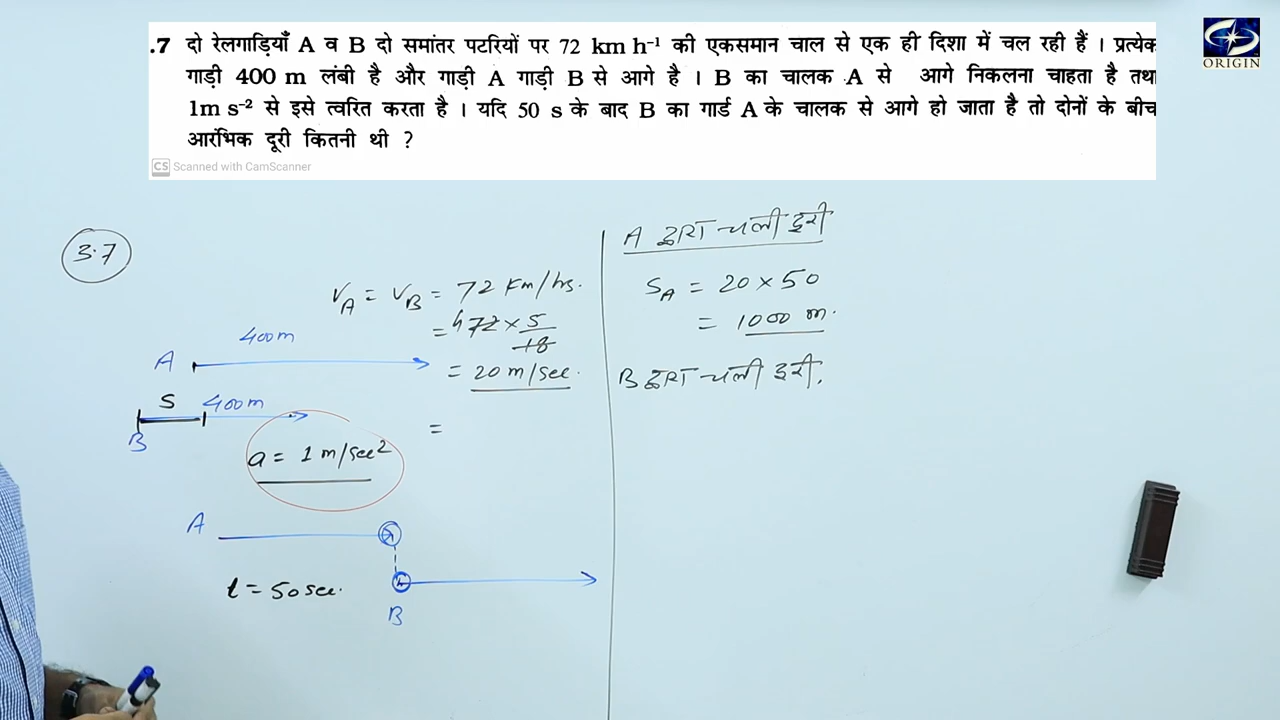 .7 दो रेलगाड़ियाँ A व B दो समांतर पटरियों पर 72 km h⁻¹ की एकसमान चाल से एक ही दिशा में चल रही हैं । प्रत्येक
गाड़ी 400 m लंबी है और गाड़ी A गाड़ी B से आगे है । B का चालक A से आगे निकलना चाहता है तथा
1m s⁻² से इसे त्वरित करता है । यदि 50 s के बाद B का गार्ड A के चालक से आगे हो जाता है तो दोनों के बीच
आरंभिक दूरी कितनी थी ?
CS Scanned with CamScanner
ORIGIN
3.7
V_A = V_B = 72 Km/hrs.
= 72 × 5/18
= 20 m/sec.
=
A 400m
S 400m
B
a = 1 m/sec²
A
t = 50 sec.
B
A द्वारा चली दूरी
S_A = 20 × 50
= 1000 m.
B द्वारा चली दूरी.